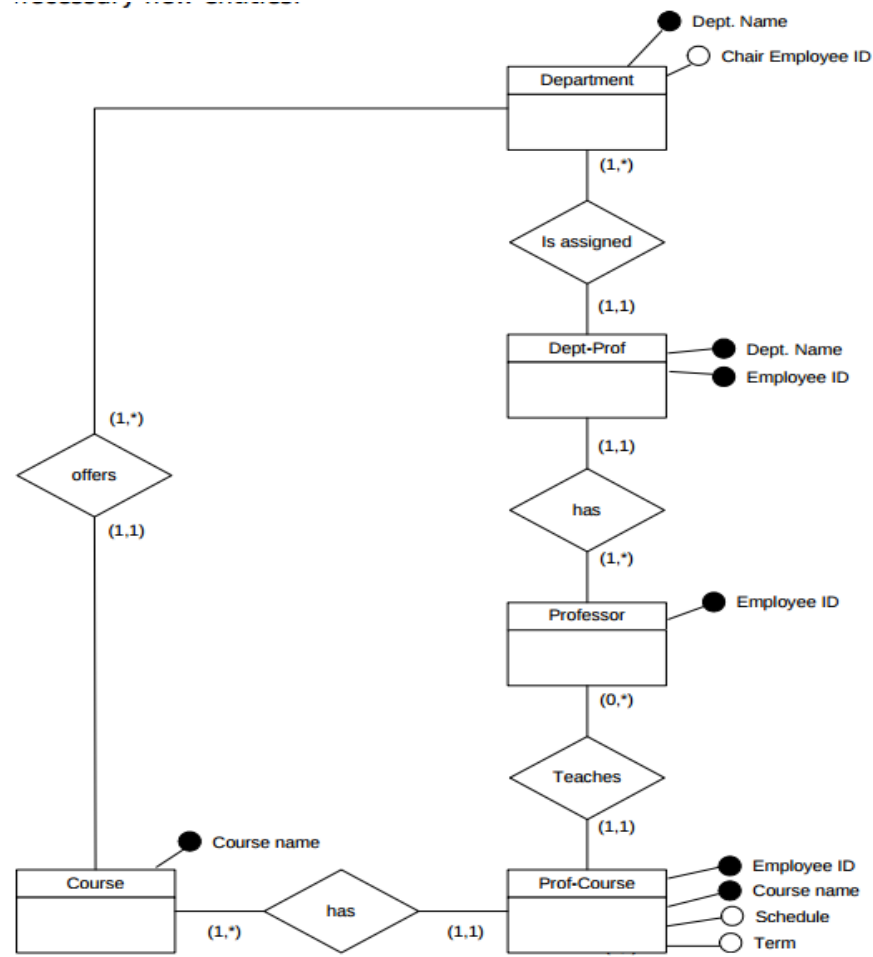 Dept. Name
Chair Employee ID
Department
(1,*)
Is assigned
(1,1)
Dept-Prof
Dept. Name
Employee ID
(1,1)
(1,*)
offers
has
(1,1)
(1,*)
Employee ID
Professor
(0,*)
Teaches
(1,1)
Course name
Employee ID
Course
Prof-Course
Course name
has
Schedule
(1,*)
(1,1)
Term